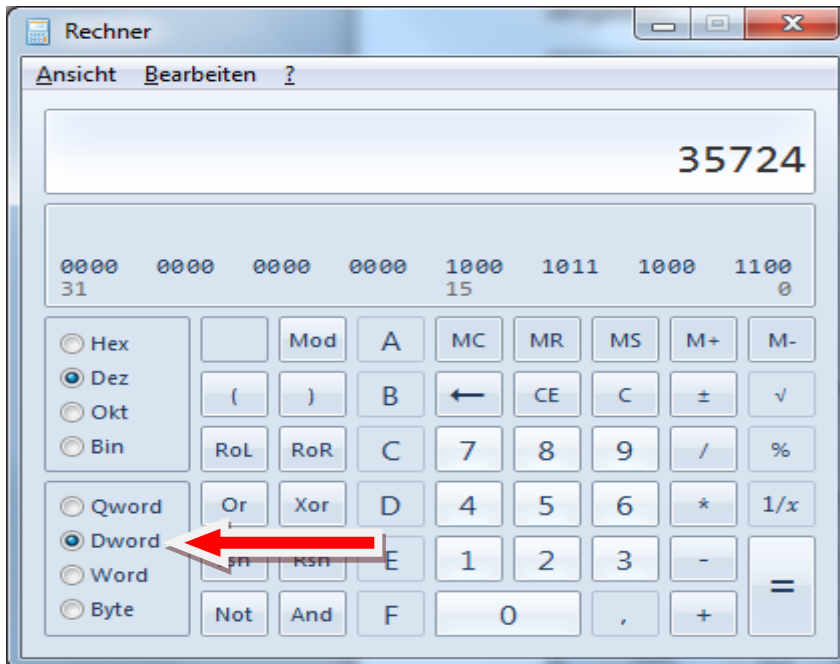 Rechner
Ansicht Bearbeiten ?
35724
0000 0000 0000 0000 1000 1011 1000 1100
31 15 0
Hex Mod A MC MR MS M+ M-
Dez ( ) B ← CE C ± √
Okt
Bin RoL RoR C 7 8 9 / %
Qword Or Xor D 4 5 6 * 1/x
Dword E 1 2 3 - =
Word
Byte Not And F 0 , +